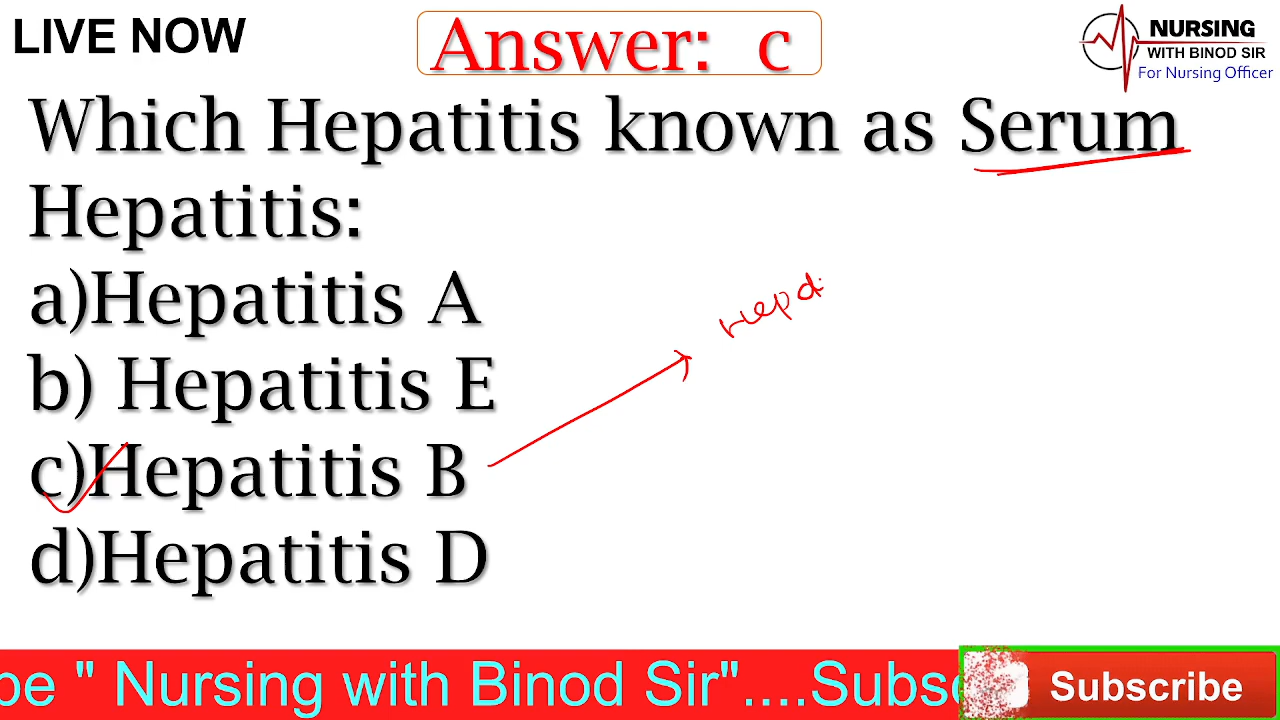 LIVE NOW
Answer: c
NURSING
WITH BINOD SIR
For Nursing Officer
Which Hepatitis known as Serum
Hepatitis:
a)Hepatitis A
b) Hepatitis E
c)Hepatitis B
d)Hepatitis D
be " Nursing with Binod Sir"....Subsc
Subscribe